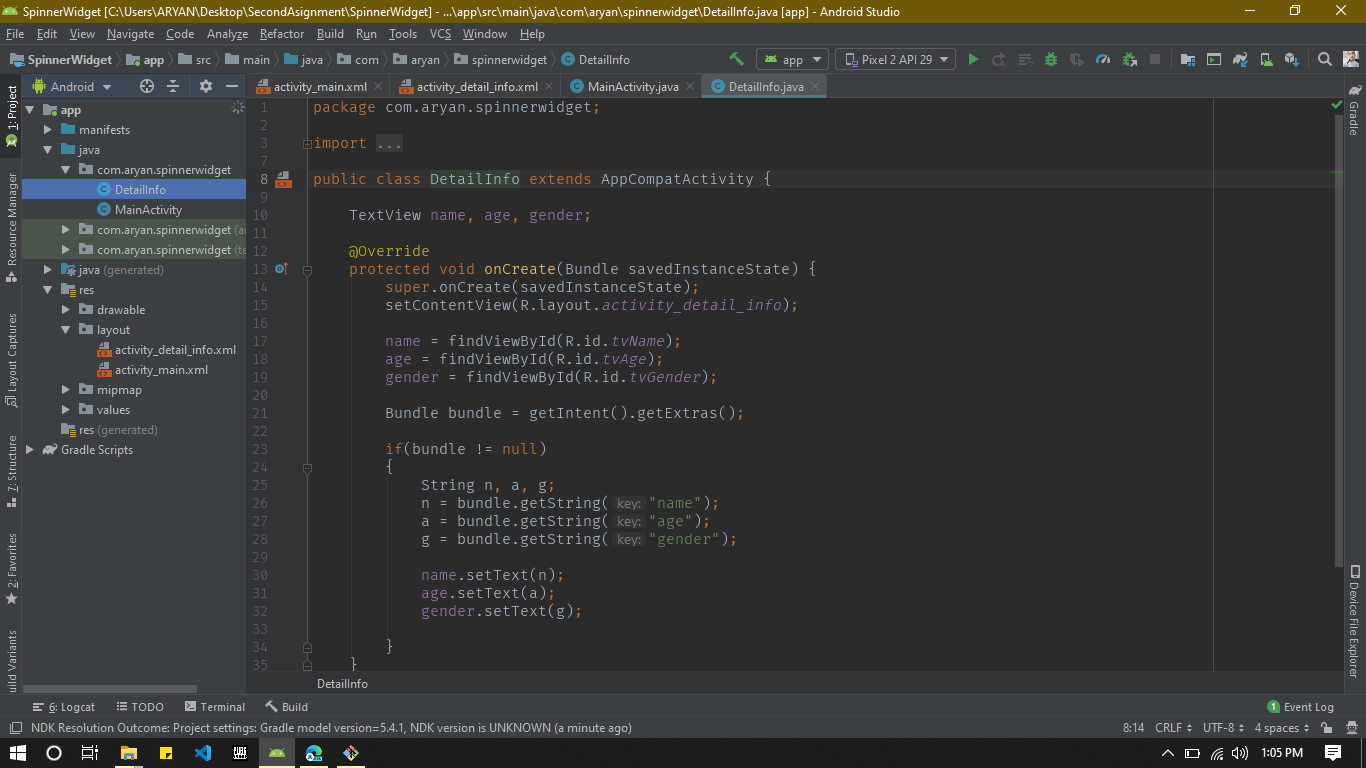 SpinnerWidget [C:\Users\ARYAN\Desktop\SecondAsignment\SpinnerWidget] - ...\app\src\main\java\com\aryan\spinnerwidget\DetailInfo.java [app] - Android Studio
File Edit View Navigate Code Analyze Refactor Build Run Tools VCS Window Help
SpinnerWidget app src main java com aryan spinnerwidget DetailInfo app Pixel 2 API 29
Android activity_main.xml activity_detail_info.xml MainActivity.java DetailInfo.java
1: Project
Resource Manager
Layout Captures
7: Structure
2: Favorites
uild Variants
app
manifests
java
com.aryan.spinnerwidget
DetailInfo
MainActivity
com.aryan.spinnerwidget (a
com.aryan.spinnerwidget (te
java (generated)
res
drawable
layout
activity_detail_info.xml
activity_main.xml
mipmap
values
res (generated)
Gradle Scripts
1 package com.aryan.spinnerwidget;
2
3 import ...
7
8 public class DetailInfo extends AppCompatActivity {
9
10 TextView name, age, gender;
11
12 @Override
13 protected void onCreate(Bundle savedInstanceState) {
14 super.onCreate(savedInstanceState);
15 setContentView(R.layout.activity_detail_info);
16
17 name = findViewById(R.id.tvName);
18 age = findViewById(R.id.tvAge);
19 gender = findViewById(R.id.tvGender);
20
21 Bundle bundle = getIntent().getExtras();
22
23 if(bundle != null)
24 {
25 String n, a, g;
26 n = bundle.getString( key: "name");
27 a = bundle.getString( key: "age");
28 g = bundle.getString( key: "gender");
29
30 name.setText(n);
31 age.setText(a);
32 gender.setText(g);
33
34 }
35 }
DetailInfo
Gradle
Device File Explorer
6: Logcat TODO Terminal Build 1 Event Log
NDK Resolution Outcome: Project settings: Gradle model version=5.4.1, NDK version is UNKNOWN (a minute ago) 8:14 CRLF UTF-8 4 spaces
1:05 PM